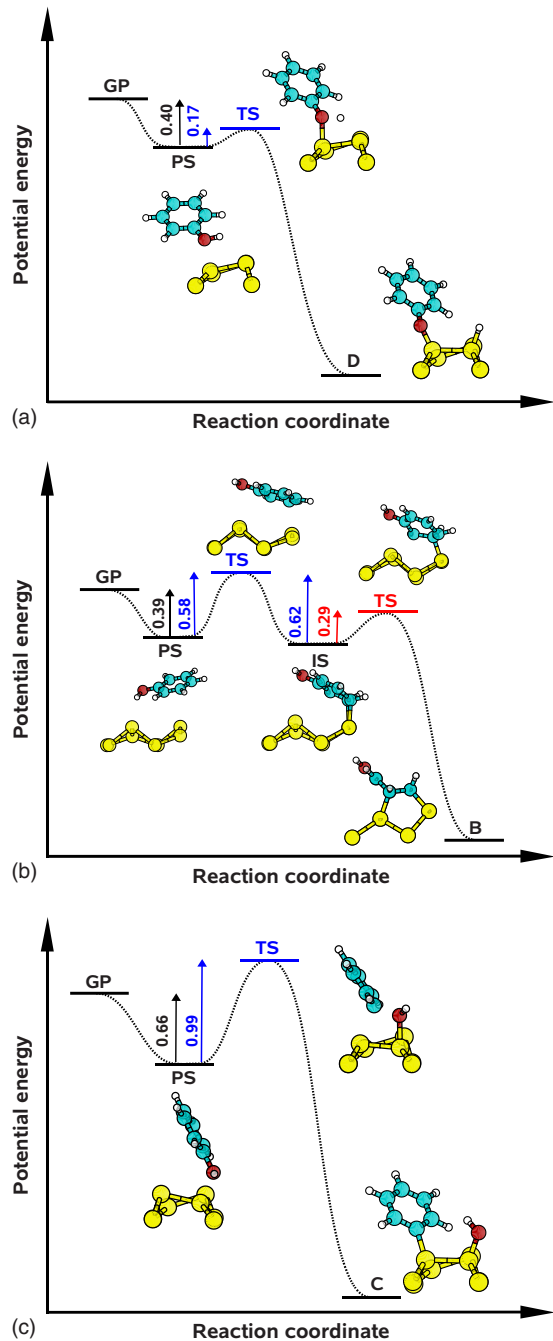 Potential energy
GP
0.40
0.17
TS
PS
D
(a)
Reaction coordinate
Potential energy
GP
0.39
0.58
TS
0.62
0.29
TS
PS
IS
B
(b)
Reaction coordinate
Potential energy
GP
0.66
0.99
TS
PS
C
(c)
Reaction coordinate